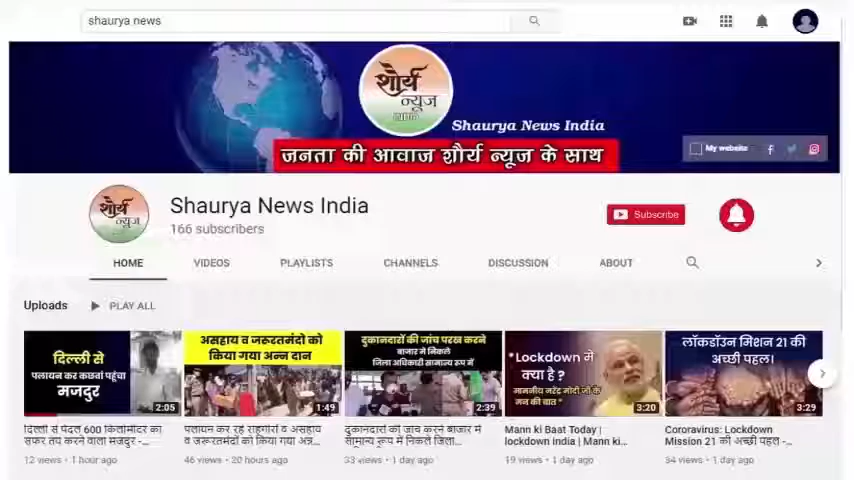 shaurya news
शौर्य
न्यूज
Shaurya News India
जनता की आवाज शौर्य न्यूज के साथ
My website
शौर्य
न्यूज
Shaurya News India
166 subscribers
Subscribe
HOME VIDEOS PLAYLISTS CHANNELS DISCUSSION ABOUT
Uploads PLAY ALL
दिल्ली से
पलायन कर कछवां पहुंचा
मजदुर
2:05
असहाय व जरूरतमंदो को
किया गया अन्न दान
1:49
दुकानदारों की जांच परख करने
बाजार मे निकले
जिला अधिकारी सामान्य रूप में
2:39
"Lockdown मे
क्या है ?
माननीय नरेंद्र मोदी जी के
मन की बात "
3:20
लॉकडॉउन मिशन 21 की
अच्छी पहल।
3:29
दिल्ली से पैदल 600 किलोमीटर का
सफर तय करने वाला मजदुर -...
12 views • 1 hour ago
पलायन कर रहे राहगीरों व असहाय
व जरूरतमंदों को किया गया अन्न...
46 views • 20 hours ago
दुकानदारों की जांच करने बाजार में
सामान्य रूप में निकले जिला...
33 views • 1 day ago
Mann ki Baat Today |
lockdown india | Mann ki...
19 views • 1 day ago
Cororavirus: Lockdown
Mission 21 की अच्छी पहल -...
34 views • 1 day ago